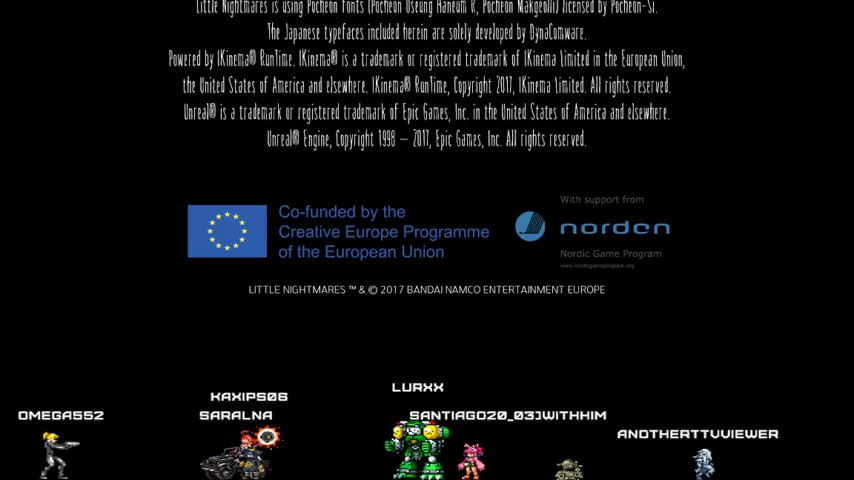 Little Nightmares is using Pocheon Fonts (Pocheon Oseung Haneum R, Pocheon Makgeolli) licensed by Pocheon-Si.
The Japanese typefaces included herein are solely developed by DynaComware.
Powered by IKinema® RunTime. IKinema® is a trademark or registered trademark of IKinema Limited in the European Union,
the United States of America and elsewhere. IKinema® RunTime, Copyright 2017, IKinema Limited. All rights reserved.
Unreal® is a trademark or registered trademark of Epic Games, Inc. in the United States of America and elsewhere.
Unreal® Engine, Copyright 1998 – 2017, Epic Games, Inc. All rights reserved.
Co-funded by the
Creative Europe Programme
of the European Union
With support from
norden
Nordic Game Program
www.nordicgameprogram.org
LITTLE NIGHTMARES ™ & © 2017 BANDAI NAMCO ENTERTAINMENT EUROPE
LURXX
KAXIPS06
OMEGA552
SARALNA
SANTIAGO20_03JWITHHIM
ANOTHERTTVVIEWER